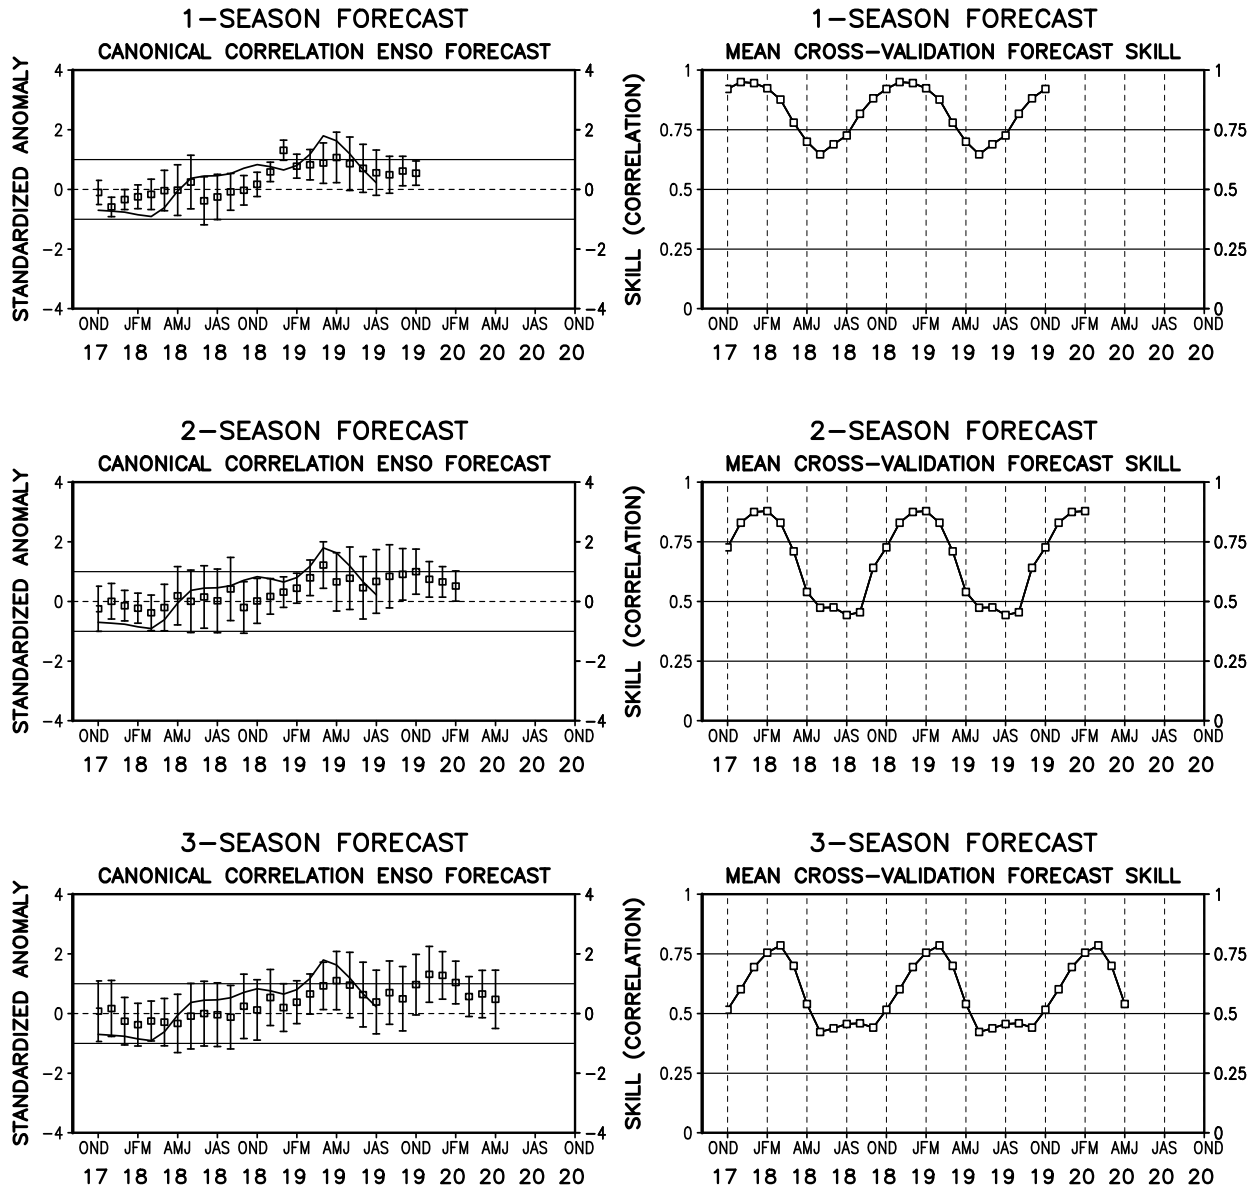 1-SEASON FORECAST
CANONICAL CORRELATION ENSO FORECAST
STANDARDIZED ANOMALY
4 4
2 2
0 0
-2 -2
-4 -4
OND JFM AMJ JAS OND JFM AMJ JAS OND JFM AMJ JAS OND
17 18 18 18 18 19 19 19 19 20 20 20 20
1-SEASON FORECAST
MEAN CROSS-VALIDATION FORECAST SKILL
SKILL (CORRELATION)
1 1
0.75 0.75
0.5 0.5
0.25 0.25
0 0
OND JFM AMJ JAS OND JFM AMJ JAS OND JFM AMJ JAS OND
17 18 18 18 18 19 19 19 19 20 20 20 20
2-SEASON FORECAST
CANONICAL CORRELATION ENSO FORECAST
STANDARDIZED ANOMALY
4 4
2 2
0 0
-2 -2
-4 -4
OND JFM AMJ JAS OND JFM AMJ JAS OND JFM AMJ JAS OND
17 18 18 18 18 19 19 19 19 20 20 20 20
2-SEASON FORECAST
MEAN CROSS-VALIDATION FORECAST SKILL
SKILL (CORRELATION)
1 1
0.75 0.75
0.5 0.5
0.25 0.25
0 0
OND JFM AMJ JAS OND JFM AMJ JAS OND JFM AMJ JAS OND
17 18 18 18 18 19 19 19 19 20 20 20 20
3-SEASON FORECAST
CANONICAL CORRELATION ENSO FORECAST
STANDARDIZED ANOMALY
4 4
2 2
0 0
-2 -2
-4 -4
OND JFM AMJ JAS OND JFM AMJ JAS OND JFM AMJ JAS OND
17 18 18 18 18 19 19 19 19 20 20 20 20
3-SEASON FORECAST
MEAN CROSS-VALIDATION FORECAST SKILL
SKILL (CORRELATION)
1 1
0.75 0.75
0.5 0.5
0.25 0.25
0 0
OND JFM AMJ JAS OND JFM AMJ JAS OND JFM AMJ JAS OND
17 18 18 18 18 19 19 19 19 20 20 20 20